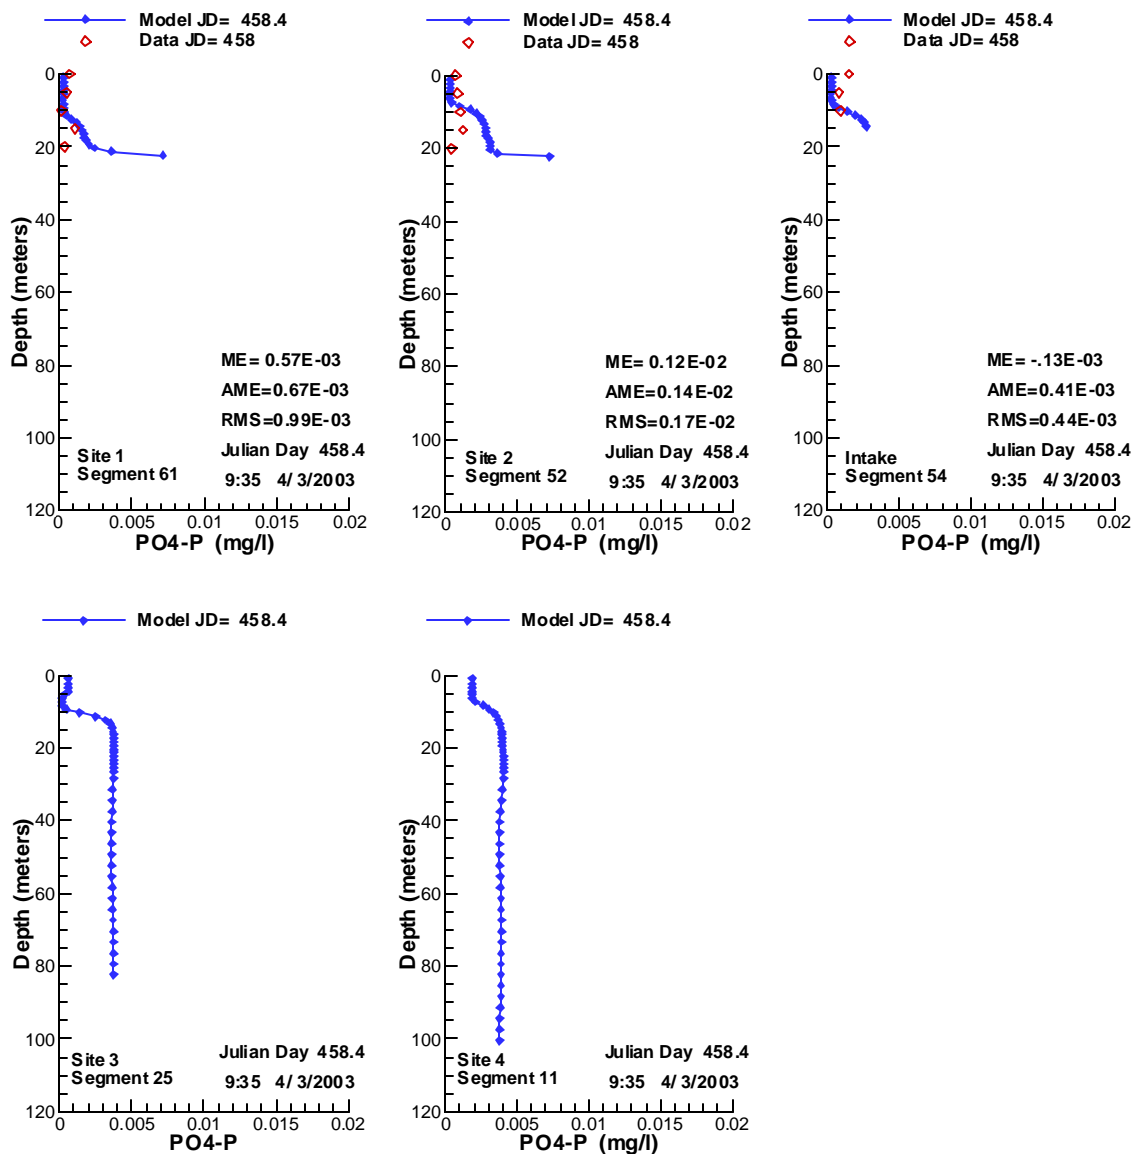 Model JD= 458.4
Data JD= 458
0
20
40
60
80
100
120
Depth (meters)
ME= 0.57E-03
AME=0.67E-03
RMS=0.99E-03
Julian Day 458.4
9:35 4/ 3/2003
Site 1
Segment 61
0 0.005 0.01 0.015 0.02
PO4-P (mg/l)
Model JD= 458.4
Data JD= 458
0
20
40
60
80
100
120
Depth (meters)
ME= 0.12E-02
AME=0.14E-02
RMS=0.17E-02
Julian Day 458.4
9:35 4/ 3/2003
Site 2
Segment 52
0 0.005 0.01 0.015 0.02
PO4-P (mg/l)
Model JD= 458.4
Data JD= 458
0
20
40
60
80
100
120
Depth (meters)
ME= -.13E-03
AME=0.41E-03
RMS=0.44E-03
Julian Day 458.4
9:35 4/ 3/2003
Intake
Segment 54
0 0.005 0.01 0.015 0.02
PO4-P (mg/l)
Model JD= 458.4
0
20
40
60
80
100
120
Depth (meters)
Julian Day 458.4
9:35 4/ 3/2003
Site 3
Segment 25
0 0.005 0.01 0.015 0.02
PO4-P
Model JD= 458.4
0
20
40
60
80
100
120
Depth (meters)
Julian Day 458.4
9:35 4/ 3/2003
Site 4
Segment 11
0 0.005 0.01 0.015 0.02
PO4-P (mg/l)